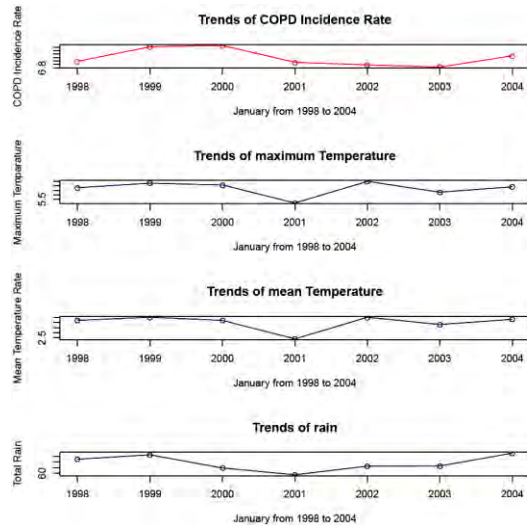 Trends of COPD Incidence Rate
COPD Incidence Rate
6.8
1998 1999 2000 2001 2002 2003 2004
January from 1998 to 2004
Trends of maximum Temperature
Maximum Temparature
5.5
1998 1999 2000 2001 2002 2003 2004
January from 1998 to 2004
Trends of mean Temperature
Mean Temperature Rate
2.5
1998 1999 2000 2001 2002 2003 2004
January from 1998 to 2004
Trends of rain
Total Rain
60
1998 1999 2000 2001 2002 2003 2004
January from 1998 to 2004